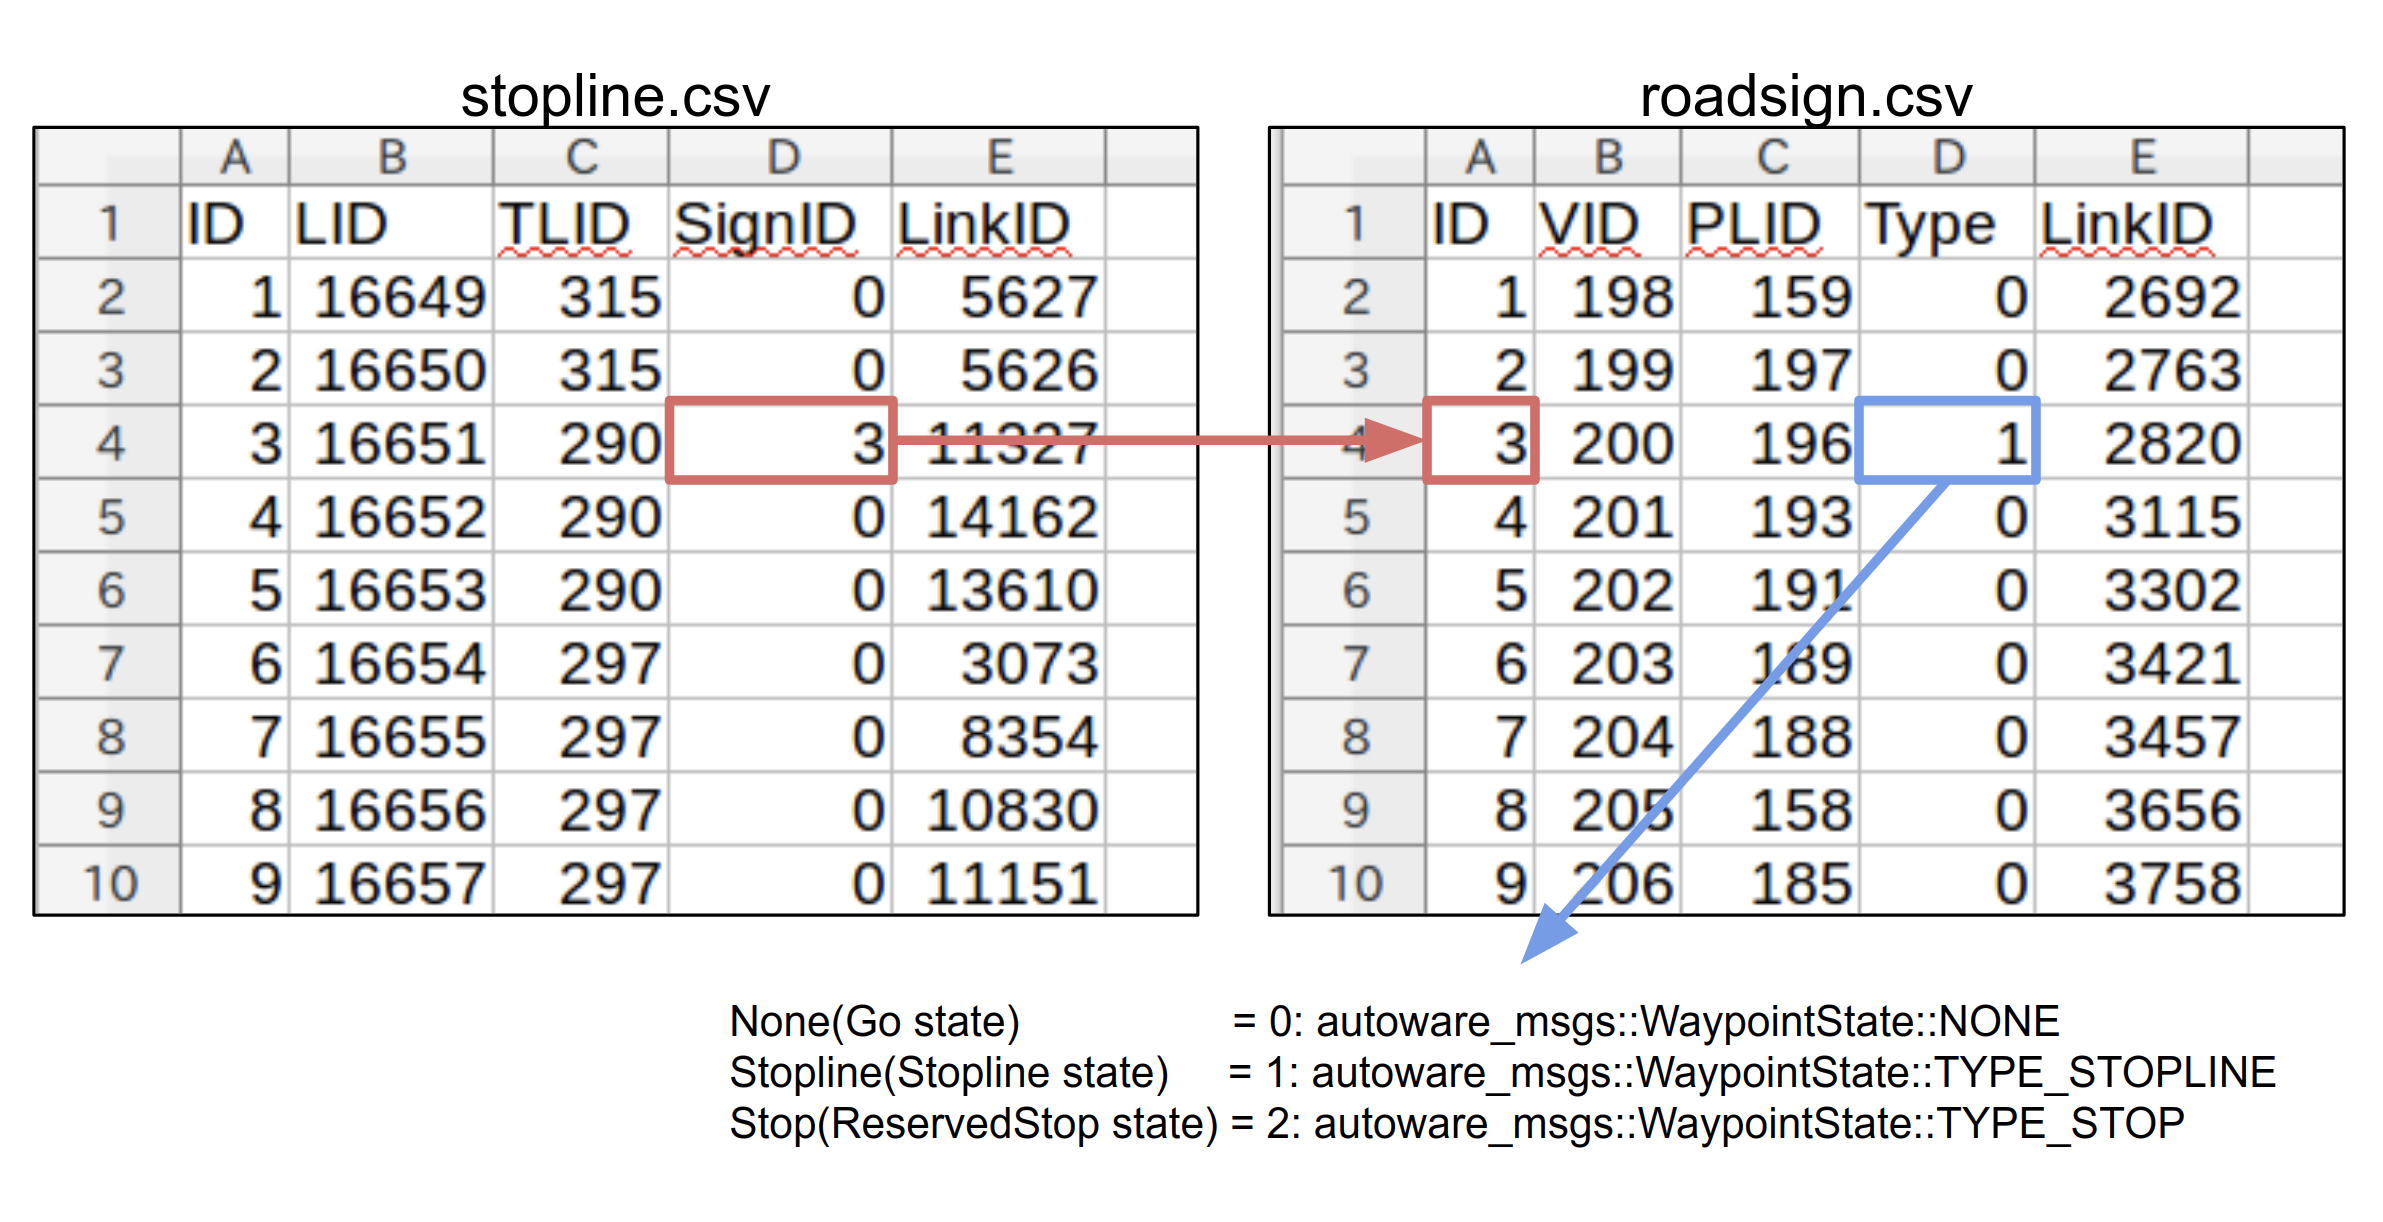 stopline.csv
A B C D E
1 ID LID TLID SignID LinkID
2 1 16649 315 0 5627
3 2 16650 315 0 5626
4 3 16651 290 3 11327
5 4 16652 290 0 14162
6 5 16653 290 0 13610
7 6 16654 297 0 3073
8 7 16655 297 0 8354
9 8 16656 297 0 10830
10 9 16657 297 0 11151
roadsign.csv
A B C D E
1 ID VID PLID Type LinkID
2 1 198 159 0 2692
3 2 199 197 0 2763
4 3 200 196 1 2820
5 4 201 193 0 3115
6 5 202 191 0 3302
7 6 203 189 0 3421
8 7 204 188 0 3457
9 8 205 158 0 3656
10 9 206 185 0 3758
None(Go state) = 0: autoware_msgs::WaypointState::NONE
Stopline(Stopline state) = 1: autoware_msgs::WaypointState::TYPE_STOPLINE
Stop(ReservedStop state) = 2: autoware_msgs::WaypointState::TYPE_STOP